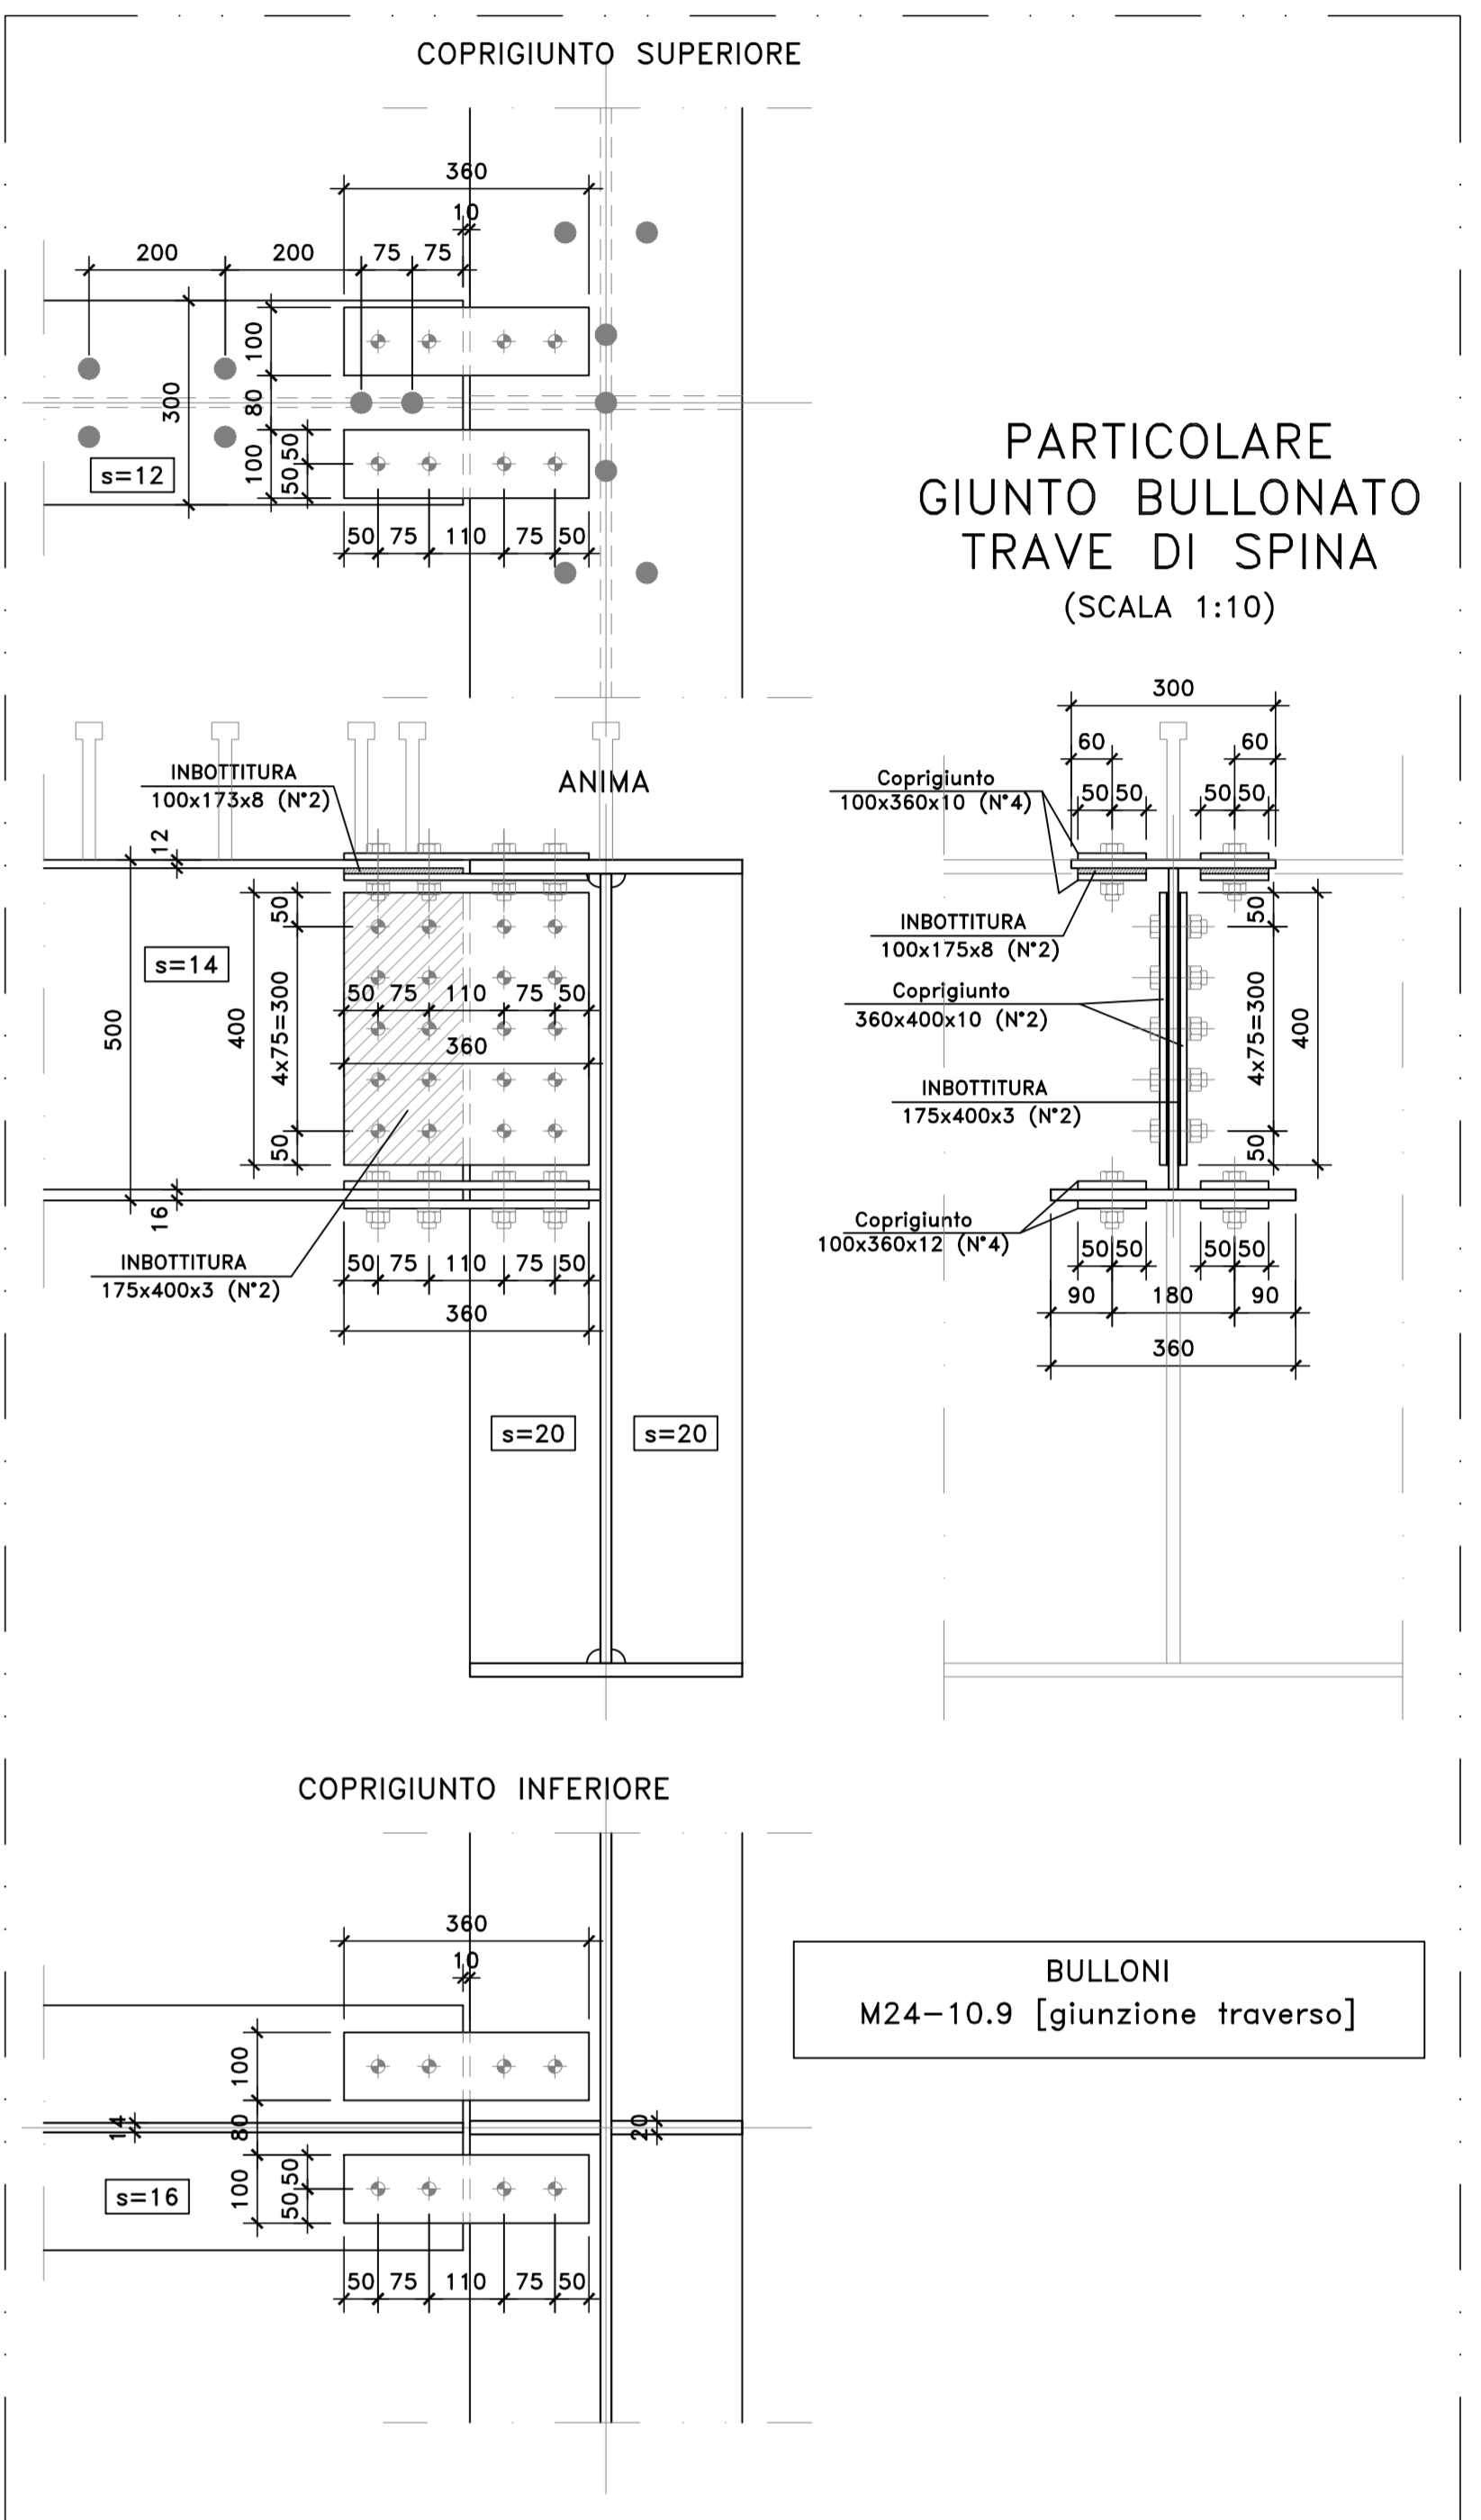 COPRIGIUNTO SUPERIORE
360
10
200 200 75 75
100
300
80
100
50 50
s=12
50 75 110 75 50
PARTICOLARE
GIUNTO BULLONATO
TRAVE DI SPINA
(SCALA 1:10)
INBOTTITURA
100x173x8 (N°2)
ANIMA
12
50
s=14
500
400
4x75=300
50 75 110 75 50
360
50
16
INBOTTITURA
175x400x3 (N°2)
50 75 110 75 50
360
s=20
s=20
300
60 60
Coprigiunto
100x360x10 (N°4)
50 50 50 50
INBOTTITURA
100x175x8 (N°2)
50
Coprigiunto
360x400x10 (N°2)
4x75=300
400
INBOTTITURA
175x400x3 (N°2)
50
Coprigiunto
100x360x12 (N°4)
50 50 50 50
90 180 90
360
COPRIGIUNTO INFERIORE
360
10
100
14
80
20
100
50 50
s=16
50 75 110 75 50
BULLONI
M24-10.9 [giunzione traverso]